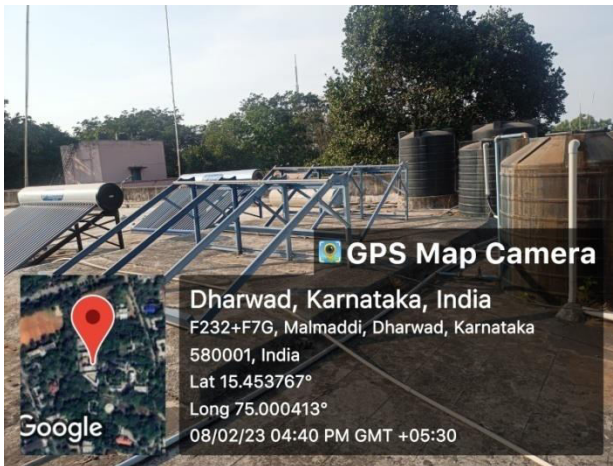 GPS Map Camera
Dharwad, Karnataka, India
F232+F7G, Malmaddi, Dharwad, Karnataka
580001, India
Lat 15.453767°
Long 75.000413°
08/02/23 04:40 PM GMT +05:30
Google